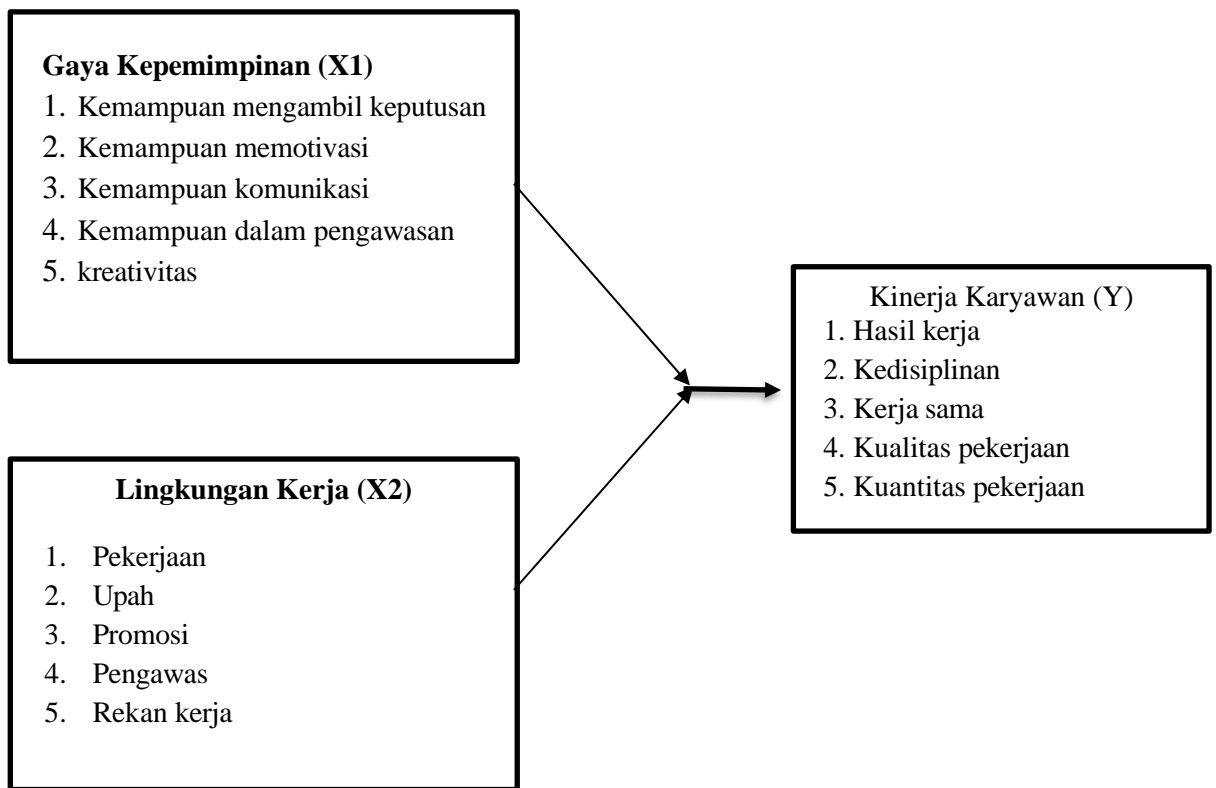 Gaya Kepemimpinan (X1)
1. Kemampuan mengambil keputusan
2. Kemampuan memotivasi
3. Kemampuan komunikasi
4. Kemampuan dalam pengawasan
5. kreativitas
Kinerja Karyawan (Y)
1. Hasil kerja
2. Kedisiplinan
3. Kerja sama
4. Kualitas pekerjaan
5. Kuantitas pekerjaan
Lingkungan Kerja (X2)
1. Pekerjaan
2. Upah
3. Promosi
4. Pengawas
5. Rekan kerja